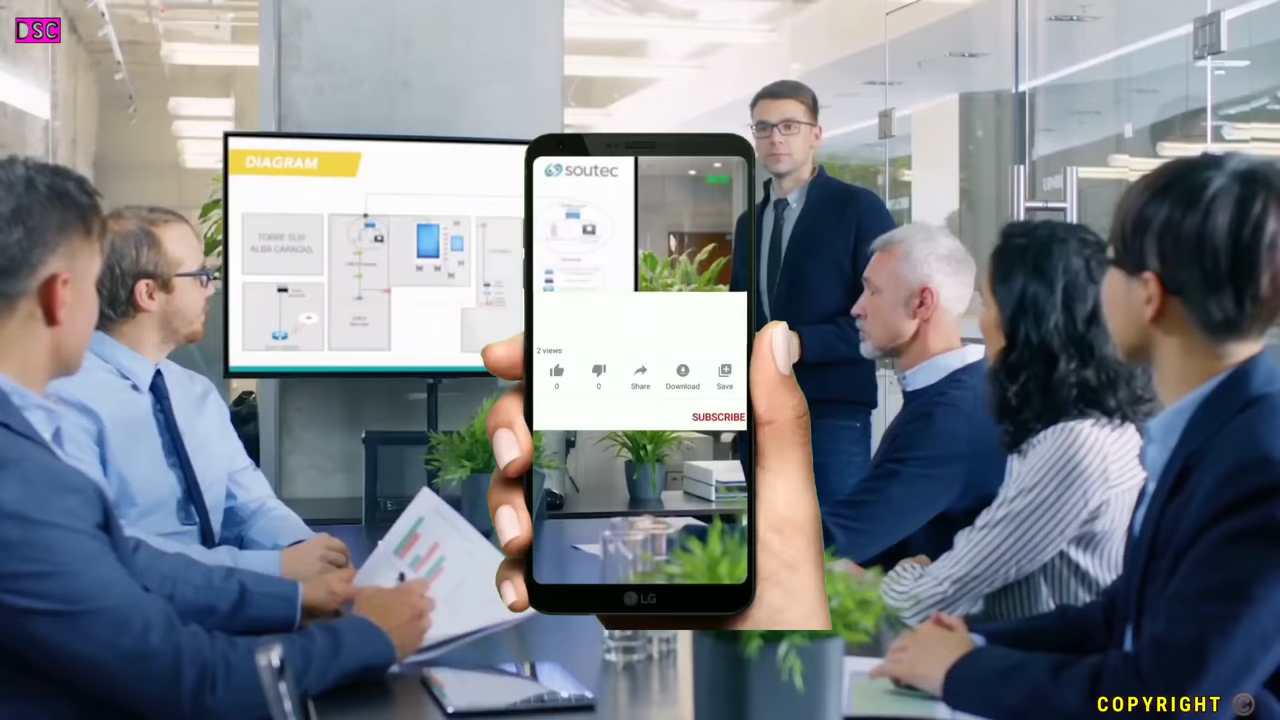 DSC
DIAGRAM
TORRE SUR -
ALBA CARACAS
soutec
2 views
0
0
Share
Download
Save
SUBSCRIBE
LG
COPYRIGHT ©